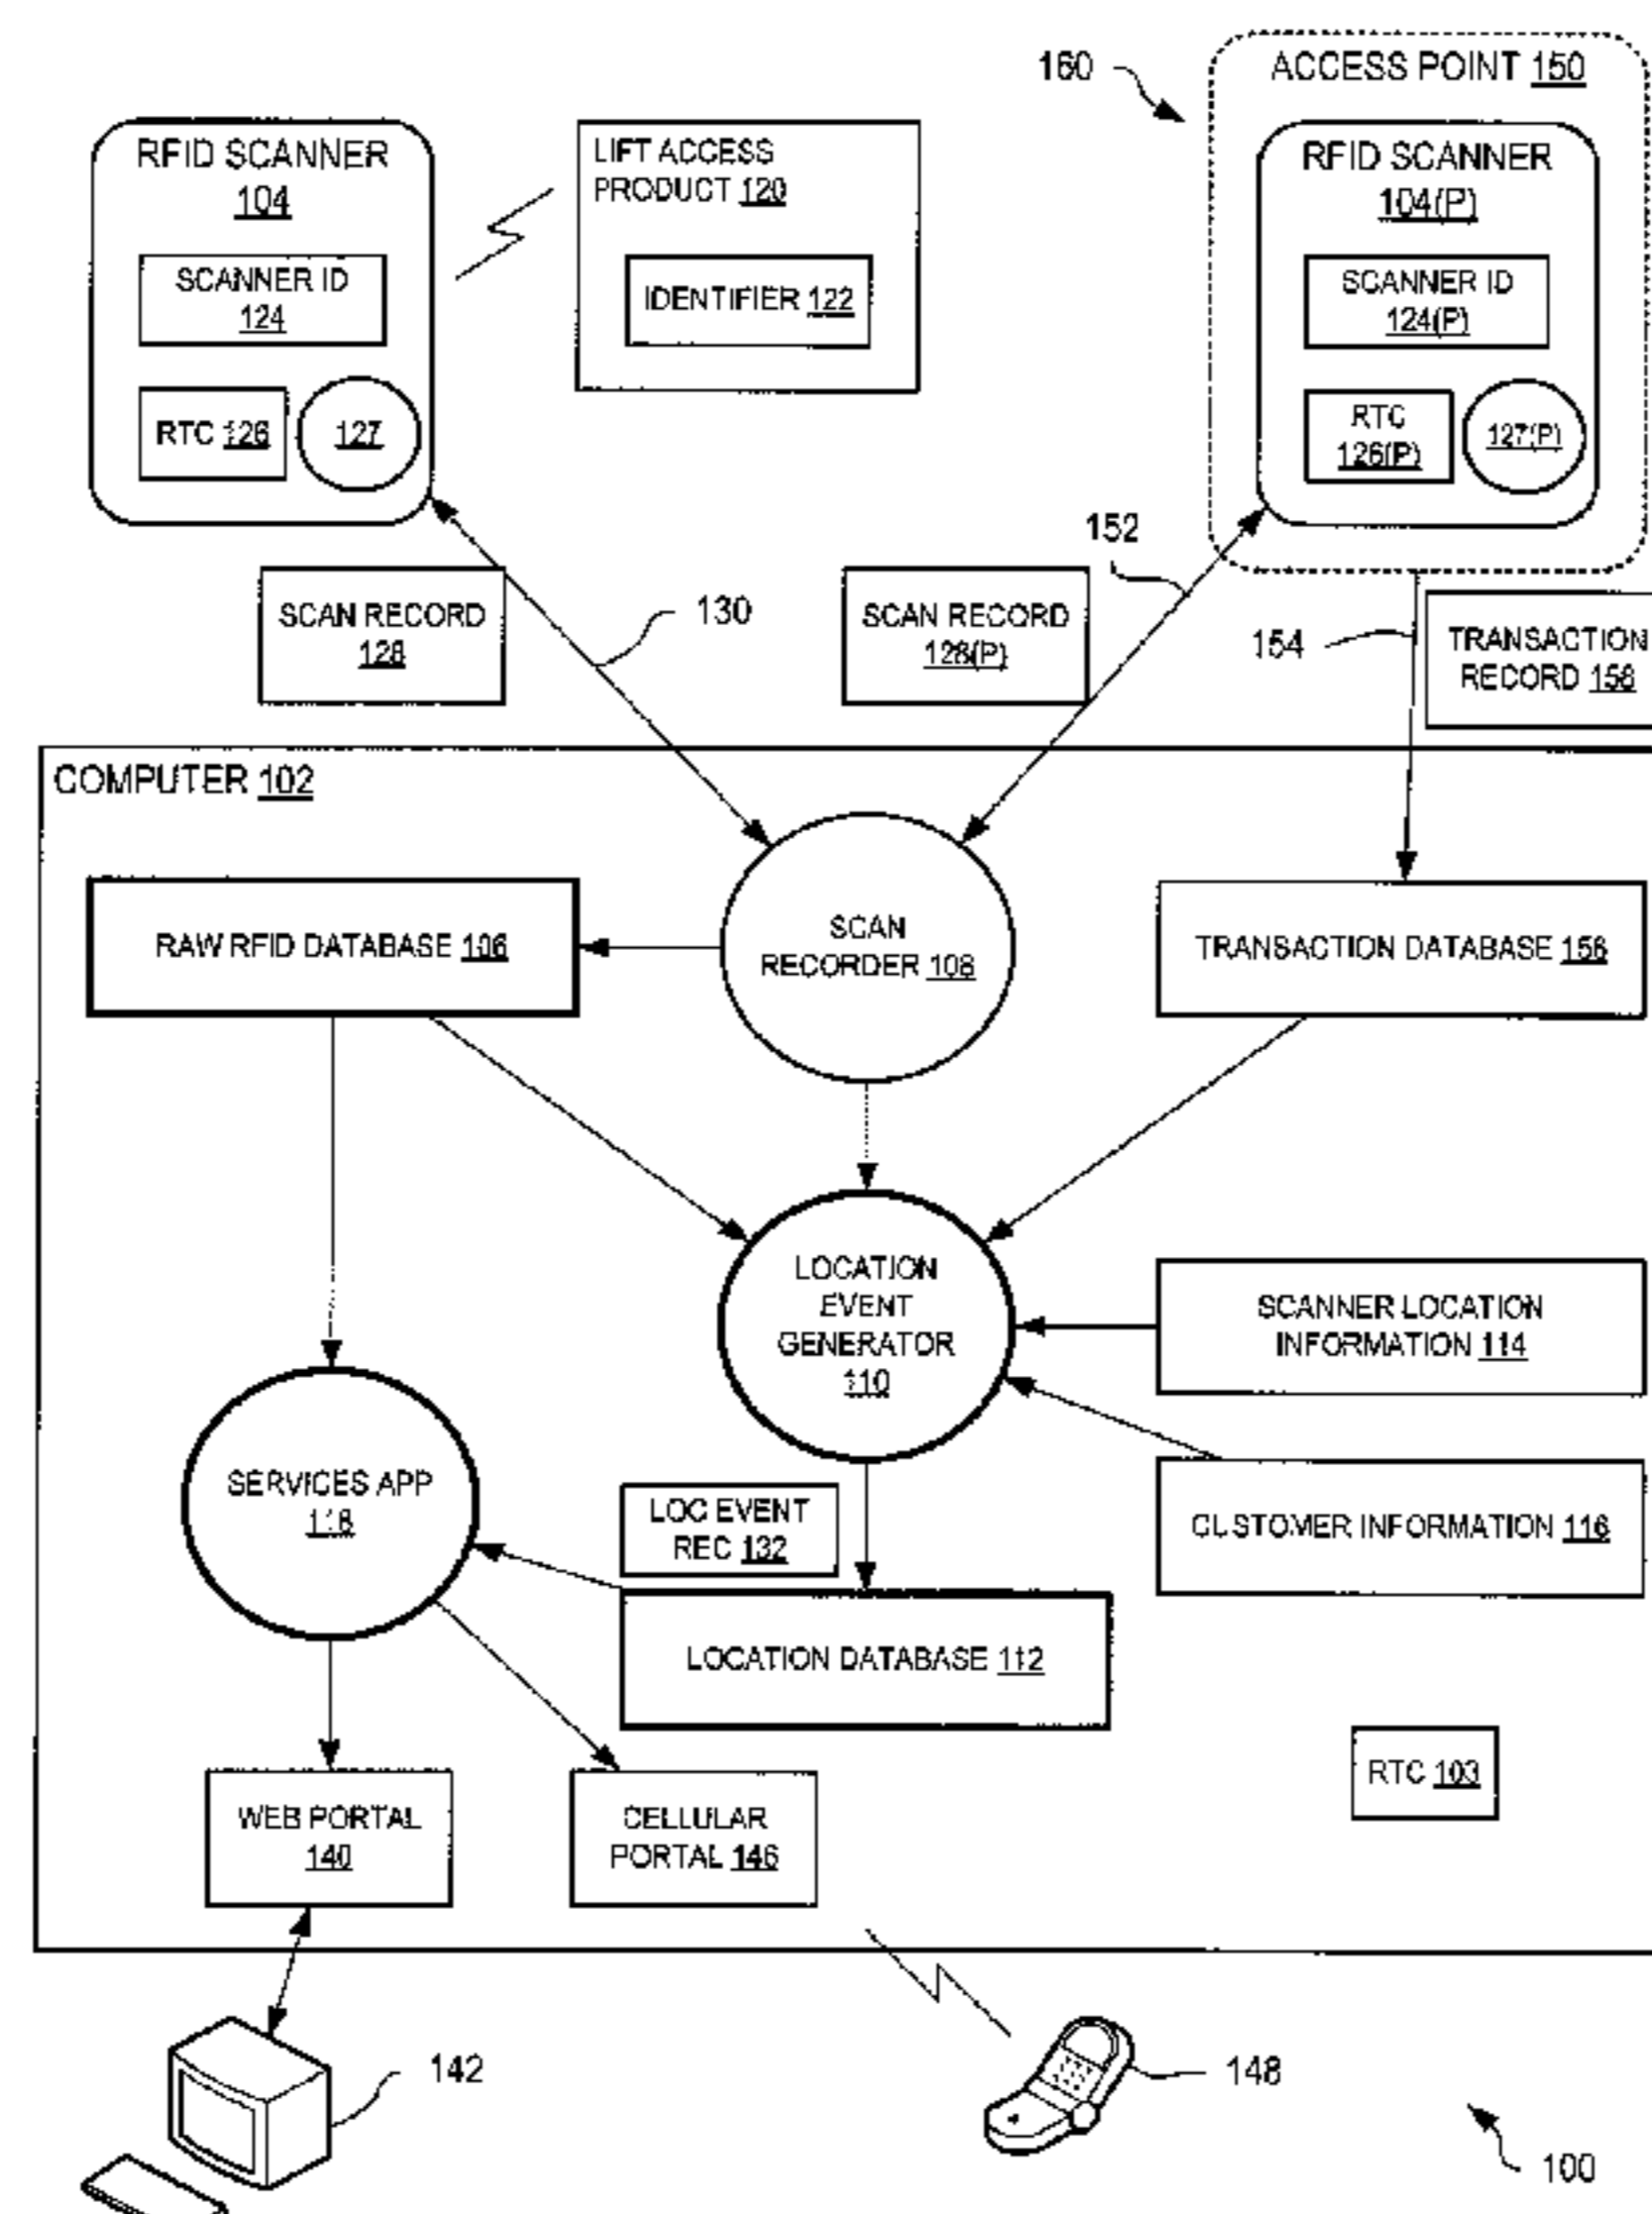 160
ACCESS POINT 150
RFID SCANNER
104
LIFT ACCESS
PRODUCT 120
RFID SCANNER
104(P)
SCANNER ID
124
IDENTIFIER 122
SCANNER ID
124(P)
RTC 126
127
RTC
126(P)
127(P)
152
SCAN RECORD
128
130
SCAN RECORD
128(P)
154
TRANSACTION
RECORD 158
COMPUTER 102
RAW RFID DATABASE 106
SCAN
RECORDER 108
TRANSACTION DATABASE 156
LOCATION
EVENT
GENERATOR
110
SCANNER LOCATION
INFORMATION 114
SERVICES APP
118
LOC EVENT
REC 132
CUSTOMER INFORMATION 116
LOCATION DATABASE 112
RTC 103
WEB PORTAL
140
CELLULAR
PORTAL 146
142
148
100